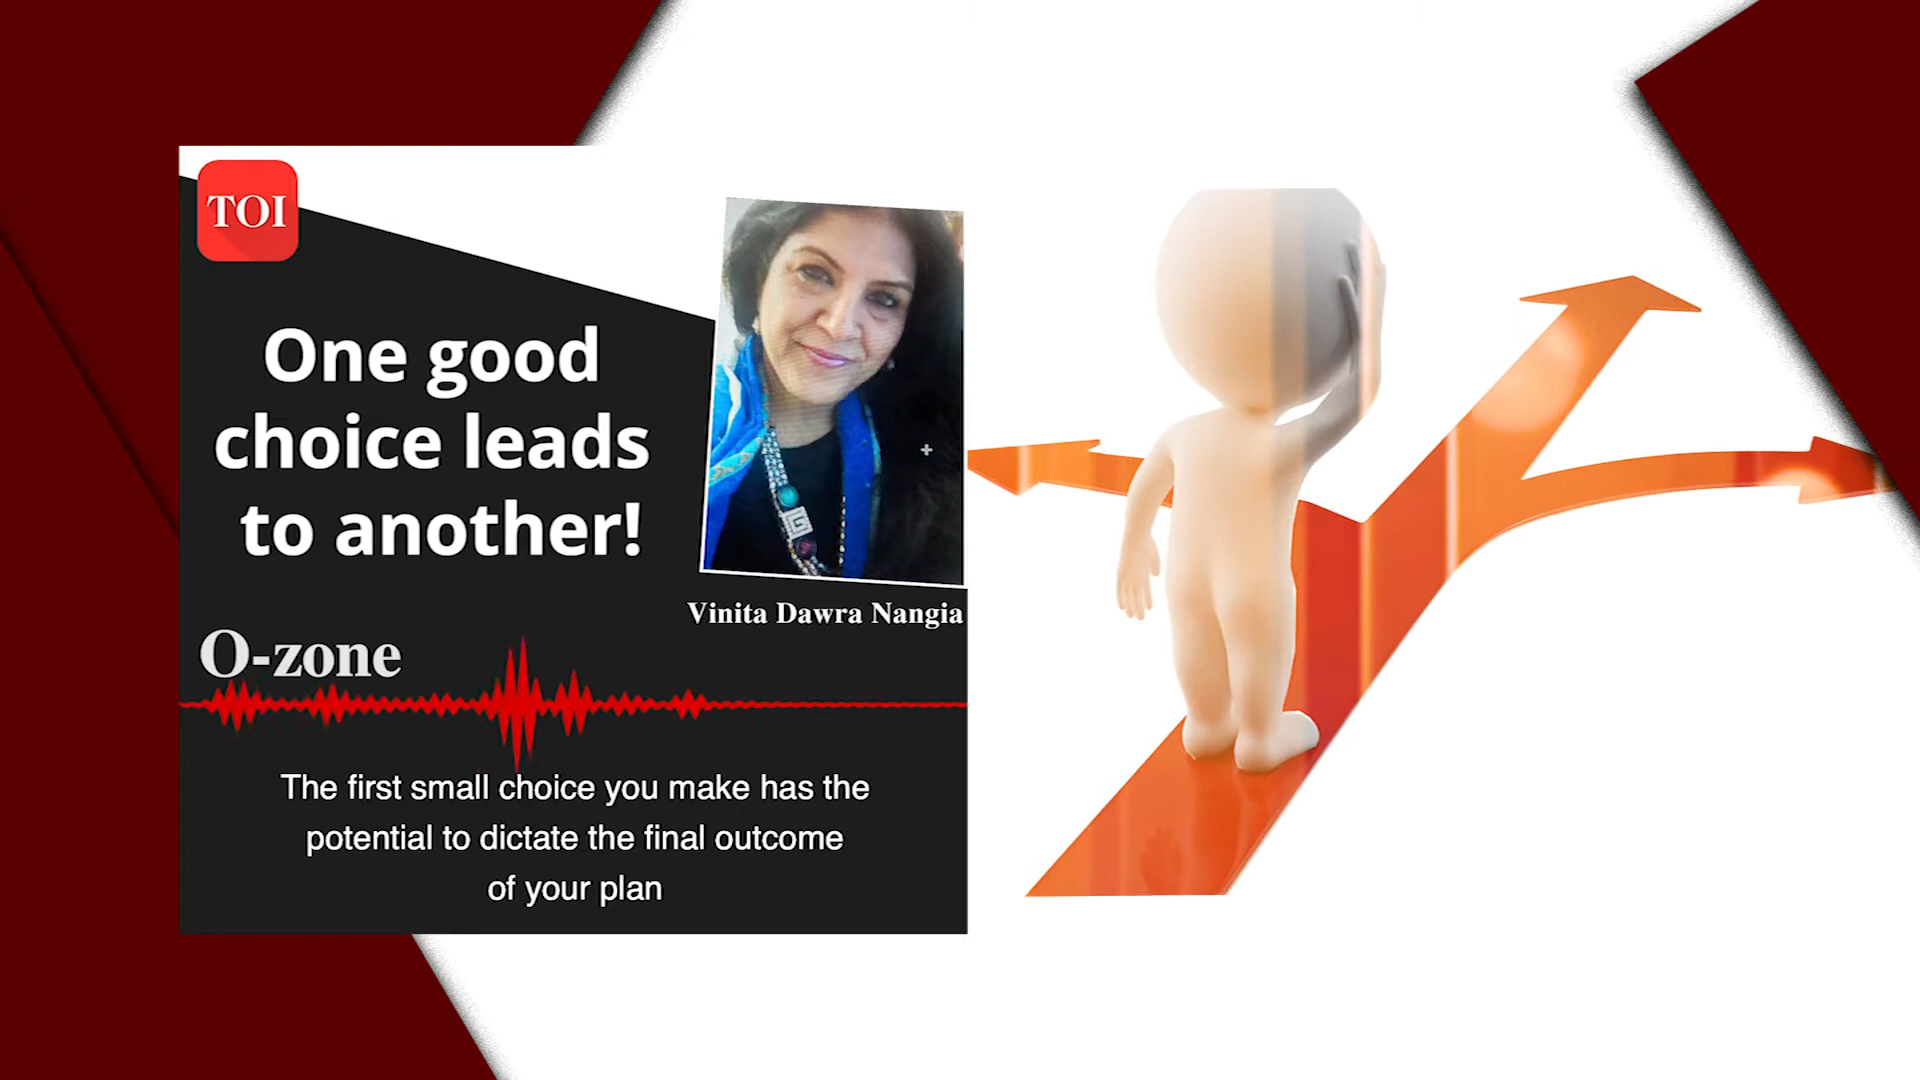 TOI
One good
choice leads
to another!
Vinita Dawra Nangia
O-zone
The first small choice you make has the
potential to dictate the final outcome
of your plan